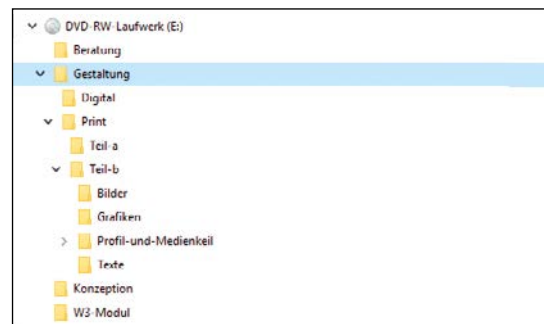 DVD-RW-Laufwerk (E:)
Beratung
Gestaltung
Digital
Print
Teil-a
Teil-b
Bilder
Grafiken
Profil-und-Medienkeil
Texte
Konzeption
W3-Modul